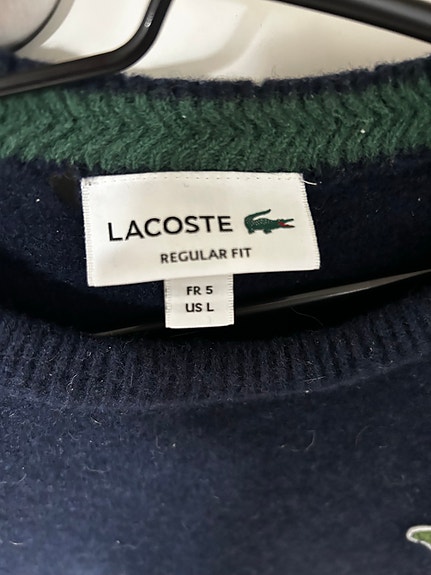 LACOSTE
REGULAR FIT
FR 5
US L